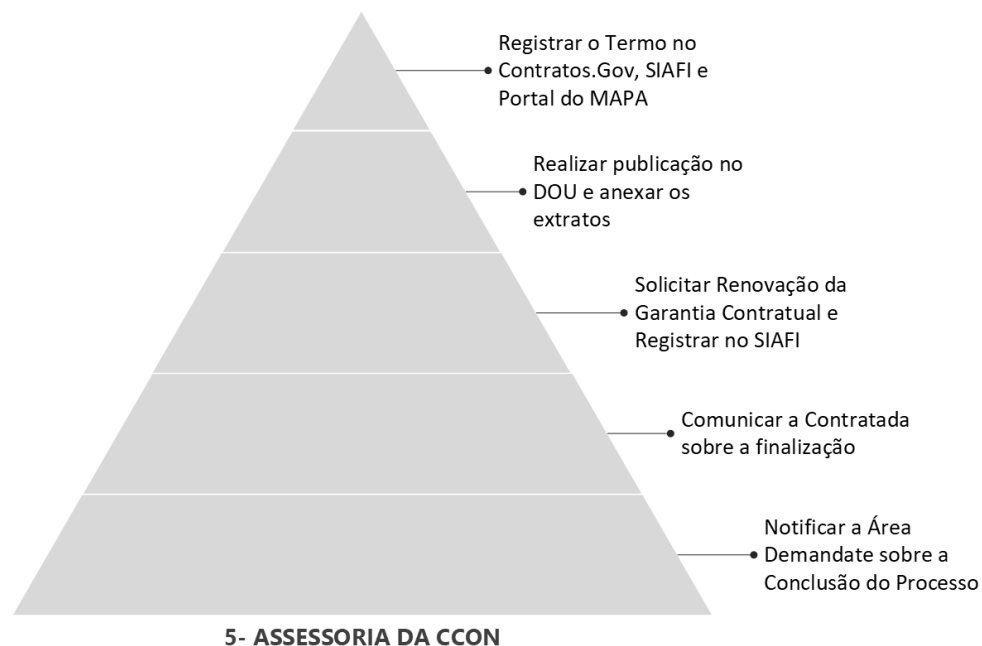 Registrar o Termo no
Contratos.Gov, SIAFI e
Portal do MAPA
Realizar publicação no
DOU e anexar os
extratos
Solicitar Renovação da
Garantia Contratual e
Registrar no SIAFI
Comunicar a Contratada
sobre a finalização
Notificar a Área
Demandate sobre a
Conclusão do Processo
5- ASSESSORIA DA CCON